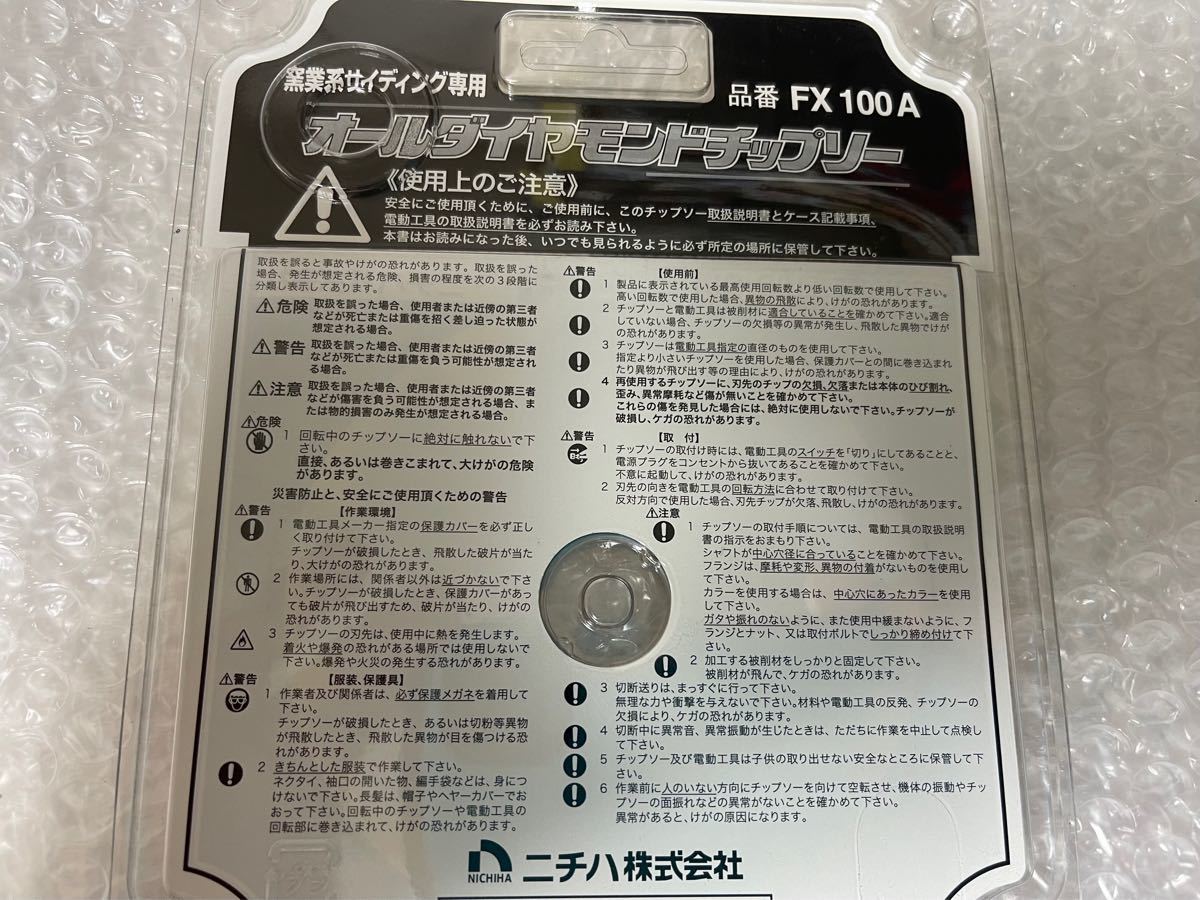 窯業系サイディング専用
品番 FX 100 A
オールダイヤモンドチップソー
《使用上のご注意》
安全にご使用頂くために、ご使用前に、このチップソー取扱説明書とケース記載事項、
電動工具の取扱説明書を必ずお読み下さい。
本書はお読みになった後、いつでも見られるように必ず所定の場所に保管して下さい。
取扱を誤ると事故やけがの恐れがあります。取扱を誤った
場合、発生が想定される危険、損害の程度を次の3段階に
分類し表示してあります。
⚠危険 取扱を誤った場合、使用者または近傍の第三者
などが死亡または重傷を招く差し迫った状態が
想定される場合。
⚠警告 取扱を誤った場合、使用者または近傍の第三者
などが死亡または重傷を負う可能性が想定され
る場合。
⚠注意 取扱を誤った場合、使用者または近傍の第三者
などが傷害を負う可能性が想定される場合、ま
たは物的損害のみ発生が想定される場合。
⚠危険
1 回転中のチップソーに絶対に触れないで下
さい。
直接、あるいは巻きこまれて、大けがの危険
があります。
災害防止と、安全にご使用頂くための警告
⚠警告 【作業環境】
1 電動工具メーカー指定の保護カバーを必ず正し
く取り付けて下さい。
チップソーが破損したとき、飛散した破片が当た
り、大けがの恐れがあります。
2 作業場所には、関係者以外は近づかないで下さ
い。チップソーが破損したとき、保護カバーがあっ
ても破片が飛び出すため、破片が当たり、けがの
恐れがあります。
3 チップソーの刃先は、使用中に熱を発生します。
着火や爆発の恐れがある場所では使用しないで
下さい。爆発や火災の発生する恐れがあります。
⚠警告 【服装、保護具】
1 作業者及び関係者は、必ず保護メガネを着用して
下さい。
チップソーが破損したとき、あるいは切粉等異物
が飛散したとき、飛散した異物が目を傷つける恐
れがあります。
2 きちんとした服装で作業して下さい。
ネクタイ、袖口の開いた物、編手袋などは、身につ
けないで下さい。長髪は、帽子やヘヤーカバーでお
おって下さい。回転中のチップソーや電動工具の
回転部に巻き込まれて、けがの恐れがあります。
⚠警告 【使用前】
1 製品に表示されている最高使用回転数より低い回転数で使用して下さい。
高い回転数で使用した場合、異物の飛散により、けがの恐れがあります。
2 チップソーと電動工具は被削材に適合していることを確かめて下さい。適合
していない場合、チップソーの欠損等の異常が発生し、飛散した異物でけが
の恐れがあります。
3 チップソーは電動工具指定の直径のものを使用して下さい。
指定より小さいチップソーを使用した場合、保護カバーとの間に巻き込まれ
たり異物が飛び出す等の理由により、けがの恐れがあります。
4 再使用するチップソーに、刃先のチップの欠損、欠落または本体のひび割れ、
歪み、異常摩耗など傷が無いことを確かめて下さい。
これらの傷を発見した場合には、絶対に使用しないで下さい。チップソーが
破損し、ケガの恐れがあります。
⚠警告 【取 付】
1 チップソーの取付け時には、電動工具のスイッチを「切り」にしてあることと、
電源プラグをコンセントから抜いてあることを確かめて下さい。
不意に起動して、けがの恐れがあります。
2 刃先の向きを電動工具の回転方法に合わせて取り付けて下さい。
反対方向で使用した場合、刃先チップが欠落、飛散し、けがの恐れがあります。
⚠注意
1 チップソーの取付手順については、電動工具の取扱説明
書の指示をおまもり下さい。
シャフトが中心穴径に合っていることを確かめて下さい。
フランジは、摩耗や変形、異物の付着がないものを使用し
て下さい。
カラーを使用する場合は、中心穴にあったカラーを使用
して下さい。
ガタや振れのないように、また使用中緩まないように、フ
ランジとナット、又は取付ボルトでしっかり締め付けて下
さい。
2 加工する被削材をしっかりと固定して下さい。
被削材が飛んで、ケガの恐れがあります。
3 切断送りは、まっすぐに行って下さい。
無理な力や衝撃を与えないで下さい。材料や電動工具の反発、チップソーの
欠損により、ケガの恐れがあります。
4 切断中に異常音、異常振動が生じたときは、ただちに作業を中止して点検し
て下さい。
5 チップソー及び電動工具は子供の取り出せない安全なところに保管して下
さい。
6 作業前に人のいない方向にチップソーを向けて空転させ、機体の振動やチッ
プソーの面振れなどの異常がないことを確かめて下さい。
異常があると、けがの原因になります。
NICHIHA ニチハ株式会社